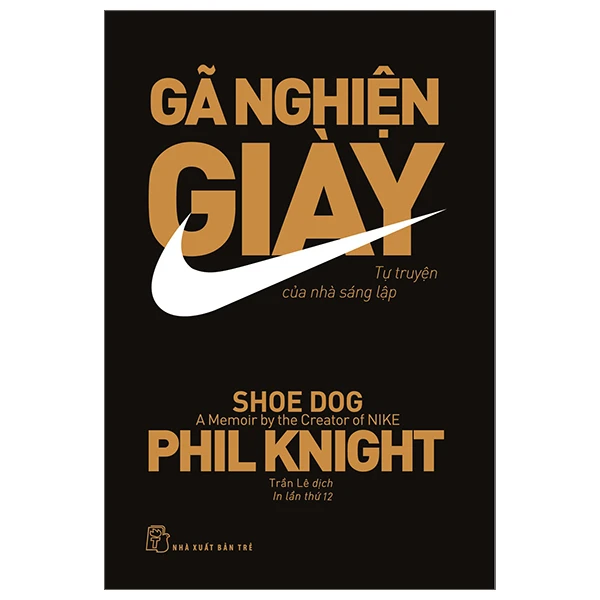 GÃ NGHIỆN
GIÀY
Tự truyện
của nhà sáng lập
SHOE DOG
A Memoir by the Creator of NIKE
PHIL KNIGHT
Trần Lê dịch
In lần thứ 12
NHÀ XUẤT BẢN TRẺ